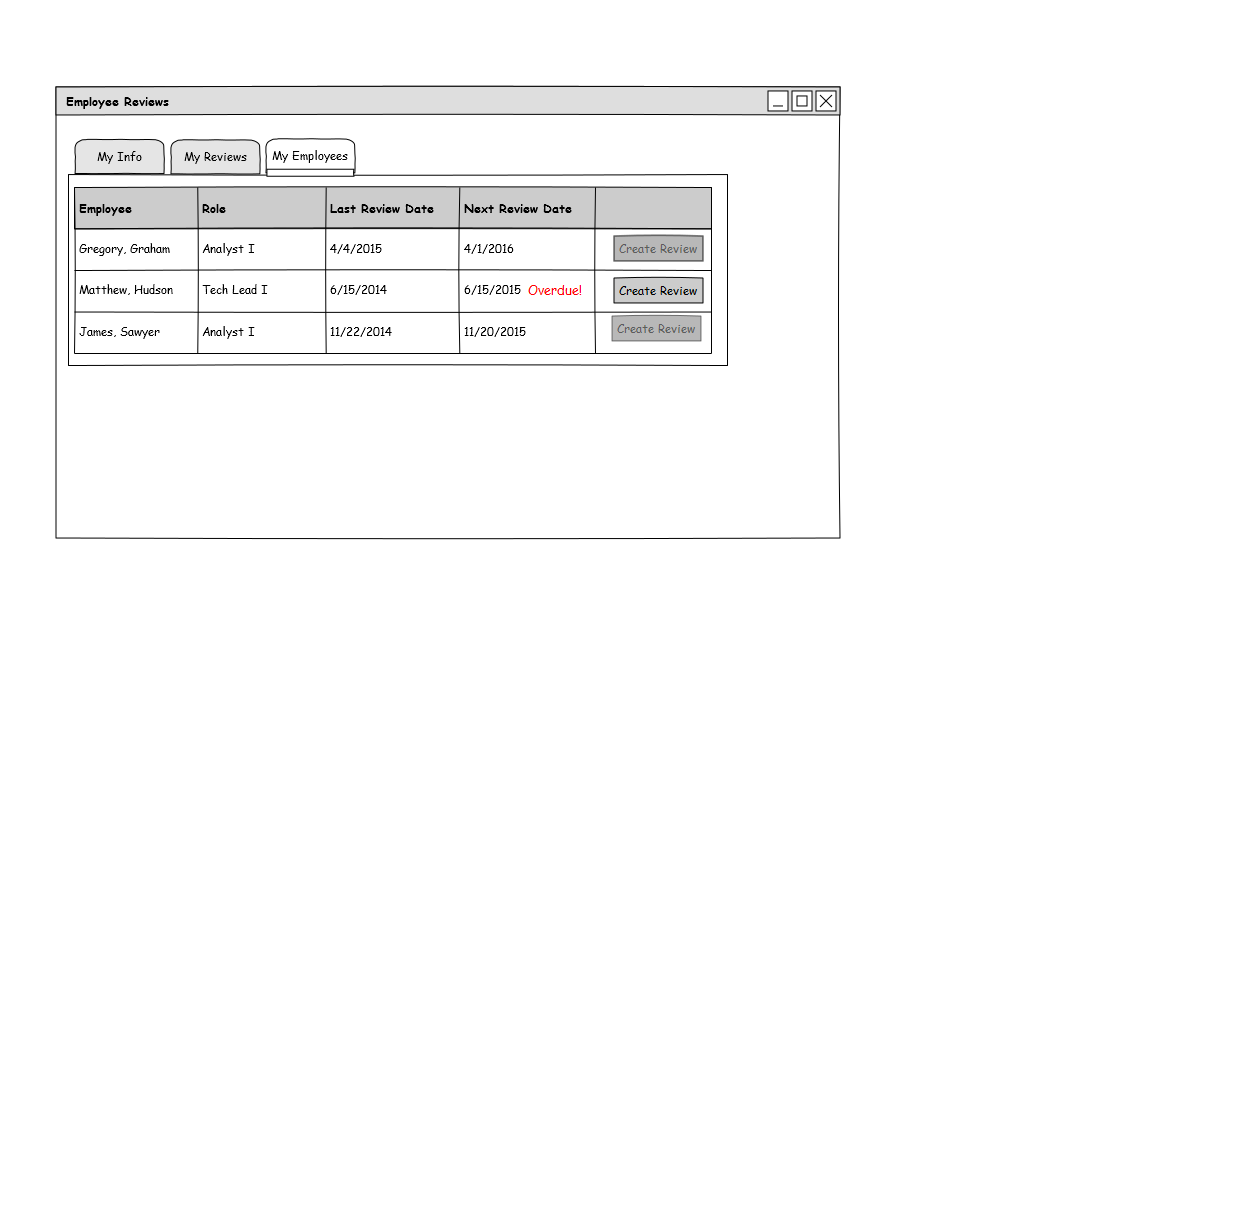 Employee Reviews
My Info My Reviews My Employees
Employee Role Last Review Date Next Review Date
Gregory, Graham Analyst I 4/4/2015 4/1/2016 Create Review
Matthew, Hudson Tech Lead I 6/15/2014 6/15/2015 Overdue! Create Review
James, Sawyer Analyst I 11/22/2014 11/20/2015 Create Review